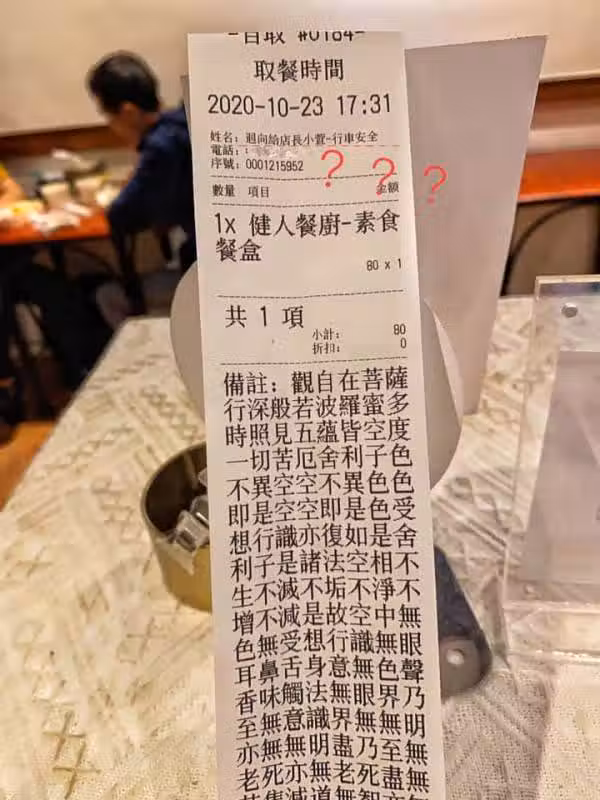 -自取 #0184-
取餐時間
2020-10-23 17:31
姓名: 迴向給店長小萱-行車安全
電話:
序號: 0001215952
? ? ?
數量 項目 金額
1x 健人餐廚-素食
餐盒
80 x 1
共 1 項
小計: 80
折扣: 0
備註: 觀自在菩薩
行深般若波羅蜜多
時照見五蘊皆空度
一切苦厄舍利子色
不異空空不異色色
即是空空即是色受
想行識亦復如是舍
利子是諸法空相不
生不滅不垢不淨不
增不減是故空中無
色無受想行識無眼
耳鼻舌身意無色聲
香味觸法無眼界乃
至無意識界無無明
亦無無明盡乃至無
老死亦無老死盡無